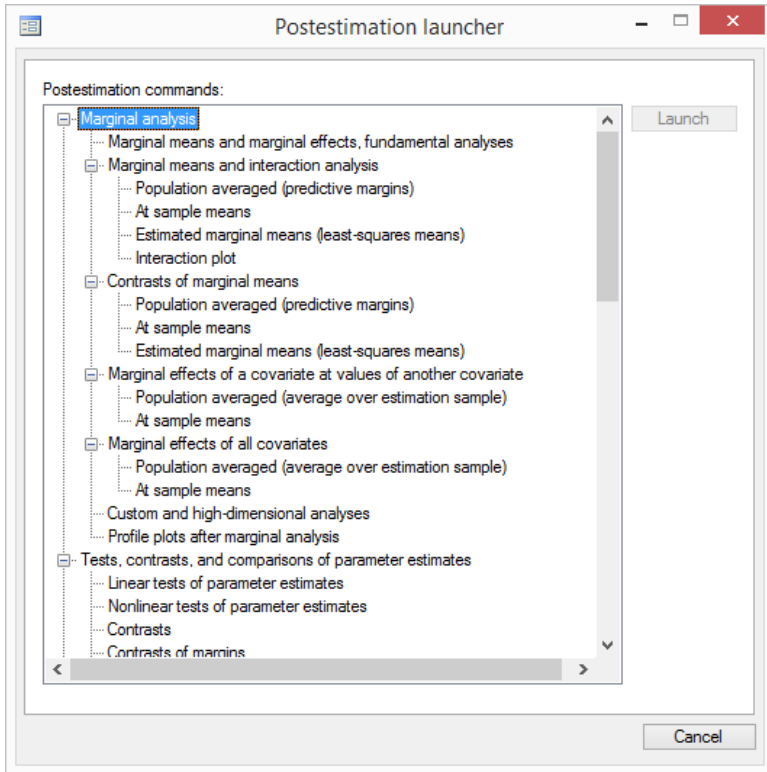 Postestimation launcher
Postestimation commands:
Marginal analysis
Launch
Marginal means and marginal effects, fundamental analyses
Marginal means and interaction analysis
Population averaged (predictive margins)
At sample means
Estimated marginal means (least-squares means)
Interaction plot
Contrasts of marginal means
Population averaged (predictive margins)
At sample means
Estimated marginal means (least-squares means)
Marginal effects of a covariate at values of another covariate
Population averaged (average over estimation sample)
At sample means
Marginal effects of all covariates
Population averaged (average over estimation sample)
At sample means
Custom and high-dimensional analyses
Profile plots after marginal analysis
Tests, contrasts, and comparisons of parameter estimates
Linear tests of parameter estimates
Nonlinear tests of parameter estimates
Contrasts
Contrasts of margins
Cancel